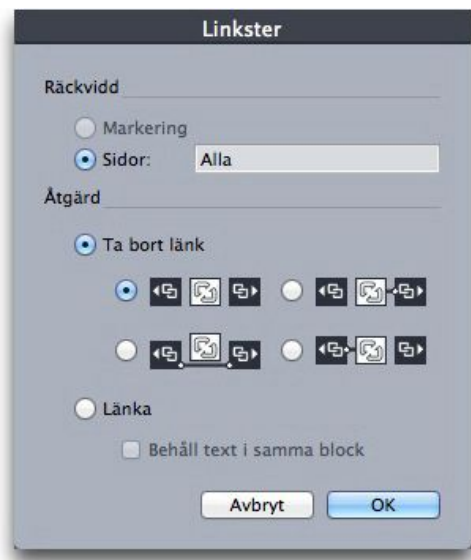 Linkster
Räckvidd
Markering
Sidor: Alla
Åtgärd
Ta bort länk
Länka
Behåll text i samma block
Avbryt OK